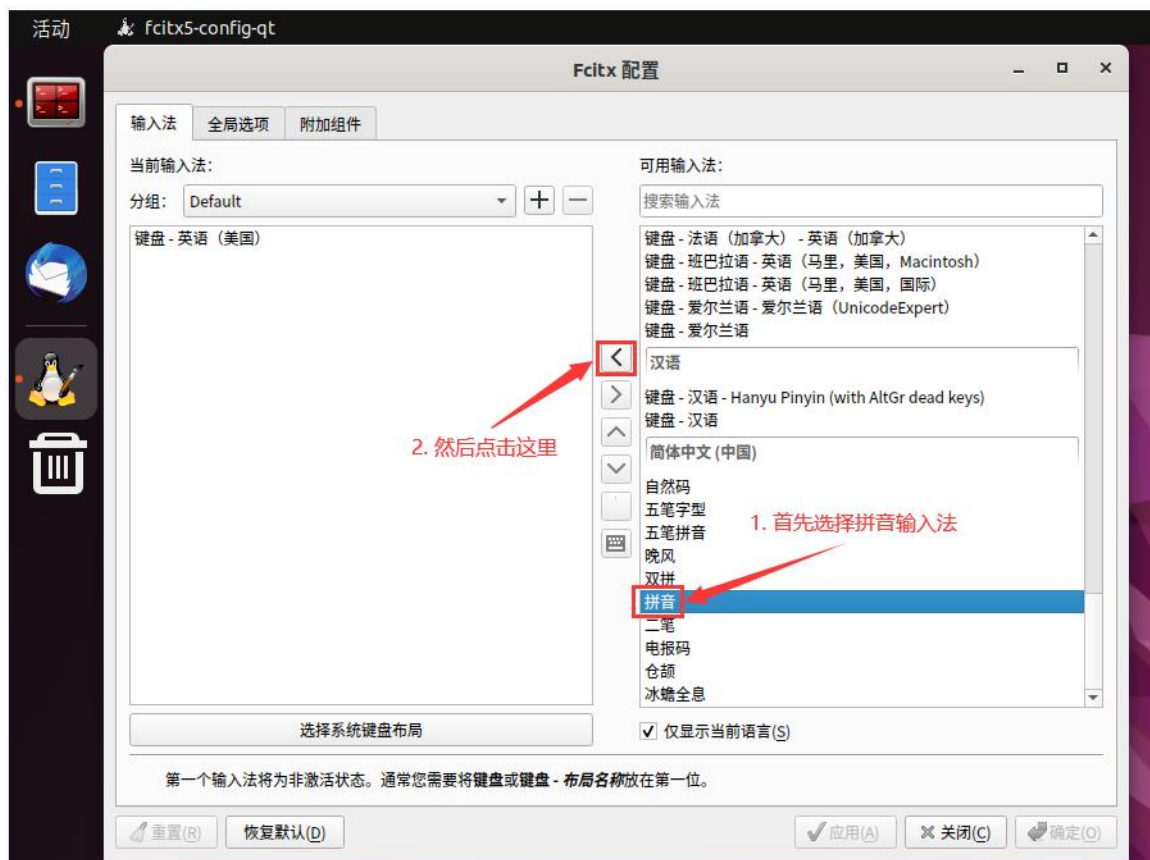 活动
fcitx5-config-qt
Fcitx 配置
输入法
全局选项
附加组件
当前输入法：
分组：
Default
键盘 - 英语（美国）
2. 然后点击这里
选择系统键盘布局
可用输入法：
搜索输入法
键盘 - 法语（加拿大） - 英语（加拿大）
键盘 - 班巴拉语 - 英语（马里，美国，Macintosh）
键盘 - 班巴拉语 - 英语（马里，美国，国际）
键盘 - 爱尔兰语 - 爱尔兰语（UnicodeExpert）
键盘 - 爱尔兰语
汉语
键盘 - 汉语 - Hanyu Pinyin (with AltGr dead keys)
键盘 - 汉语
简体中文 (中国)
自然码
五笔字型
五笔拼音
1. 首先选择拼音输入法
晚风
双拼
拼音
二笔
电报码
仓颉
冰蟾全息
仅显示当前语言(S)
第一个输入法将为非激活状态。通常您需要将键盘或键盘 - 布局名称放在第一位。
重置(R)
恢复默认(D)
应用(A)
关闭(C)
确定(O)